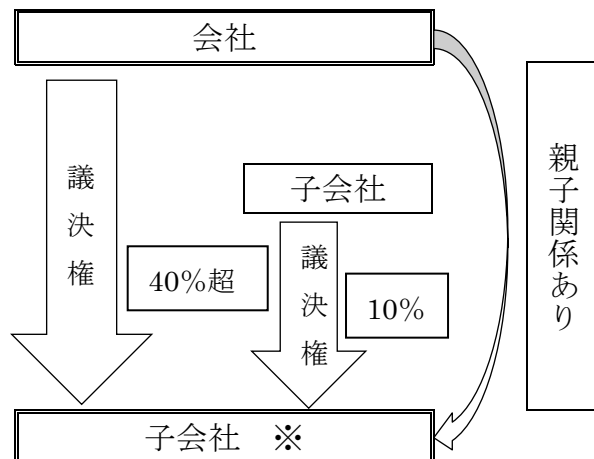 会社
議決権
40%超
子会社
議決権
10%
親子関係あり
子会社 ※